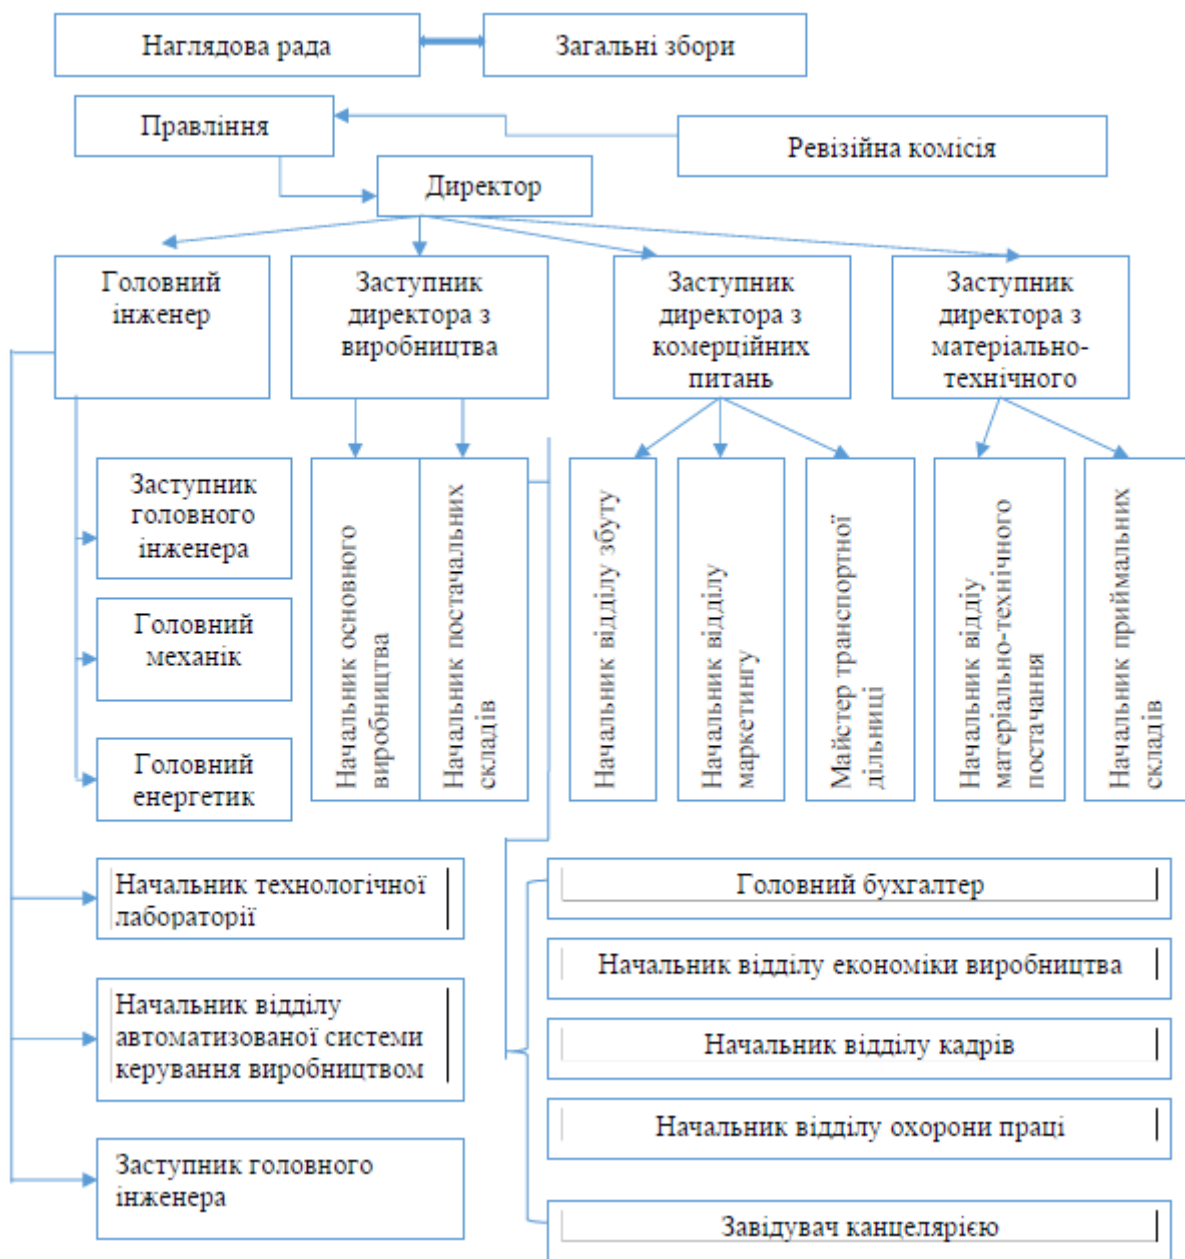 Наглядова рада
Загальні збори
Правління
Ревізійна комісія
Директор
Головний
інженер
Заступник
директора з
виробництва
Заступник
директора з
комерційних
питань
Заступник
директора з
матеріально-
технічного
Заступник
головного
інженера
Головний
механік
Головний
енергетик
Начальник основного
виробництва
Начальник постачальних
складів
Начальник відділу збуту
Начальник відділу
маркетингу
Майстер транспортної
дільниці
Начальник відділу
матеріально-технічного
постачання
Начальник приймальних
складів
Начальник технологічної
лабораторії
Начальник відділу
автоматизованої системи
керування виробництвом
Заступник головного
інженера
Головний бухгалтер
Начальник відділу економіки виробництва
Начальник відділу кадрів
Начальник відділу охорони праці
Завідувач канцелярією